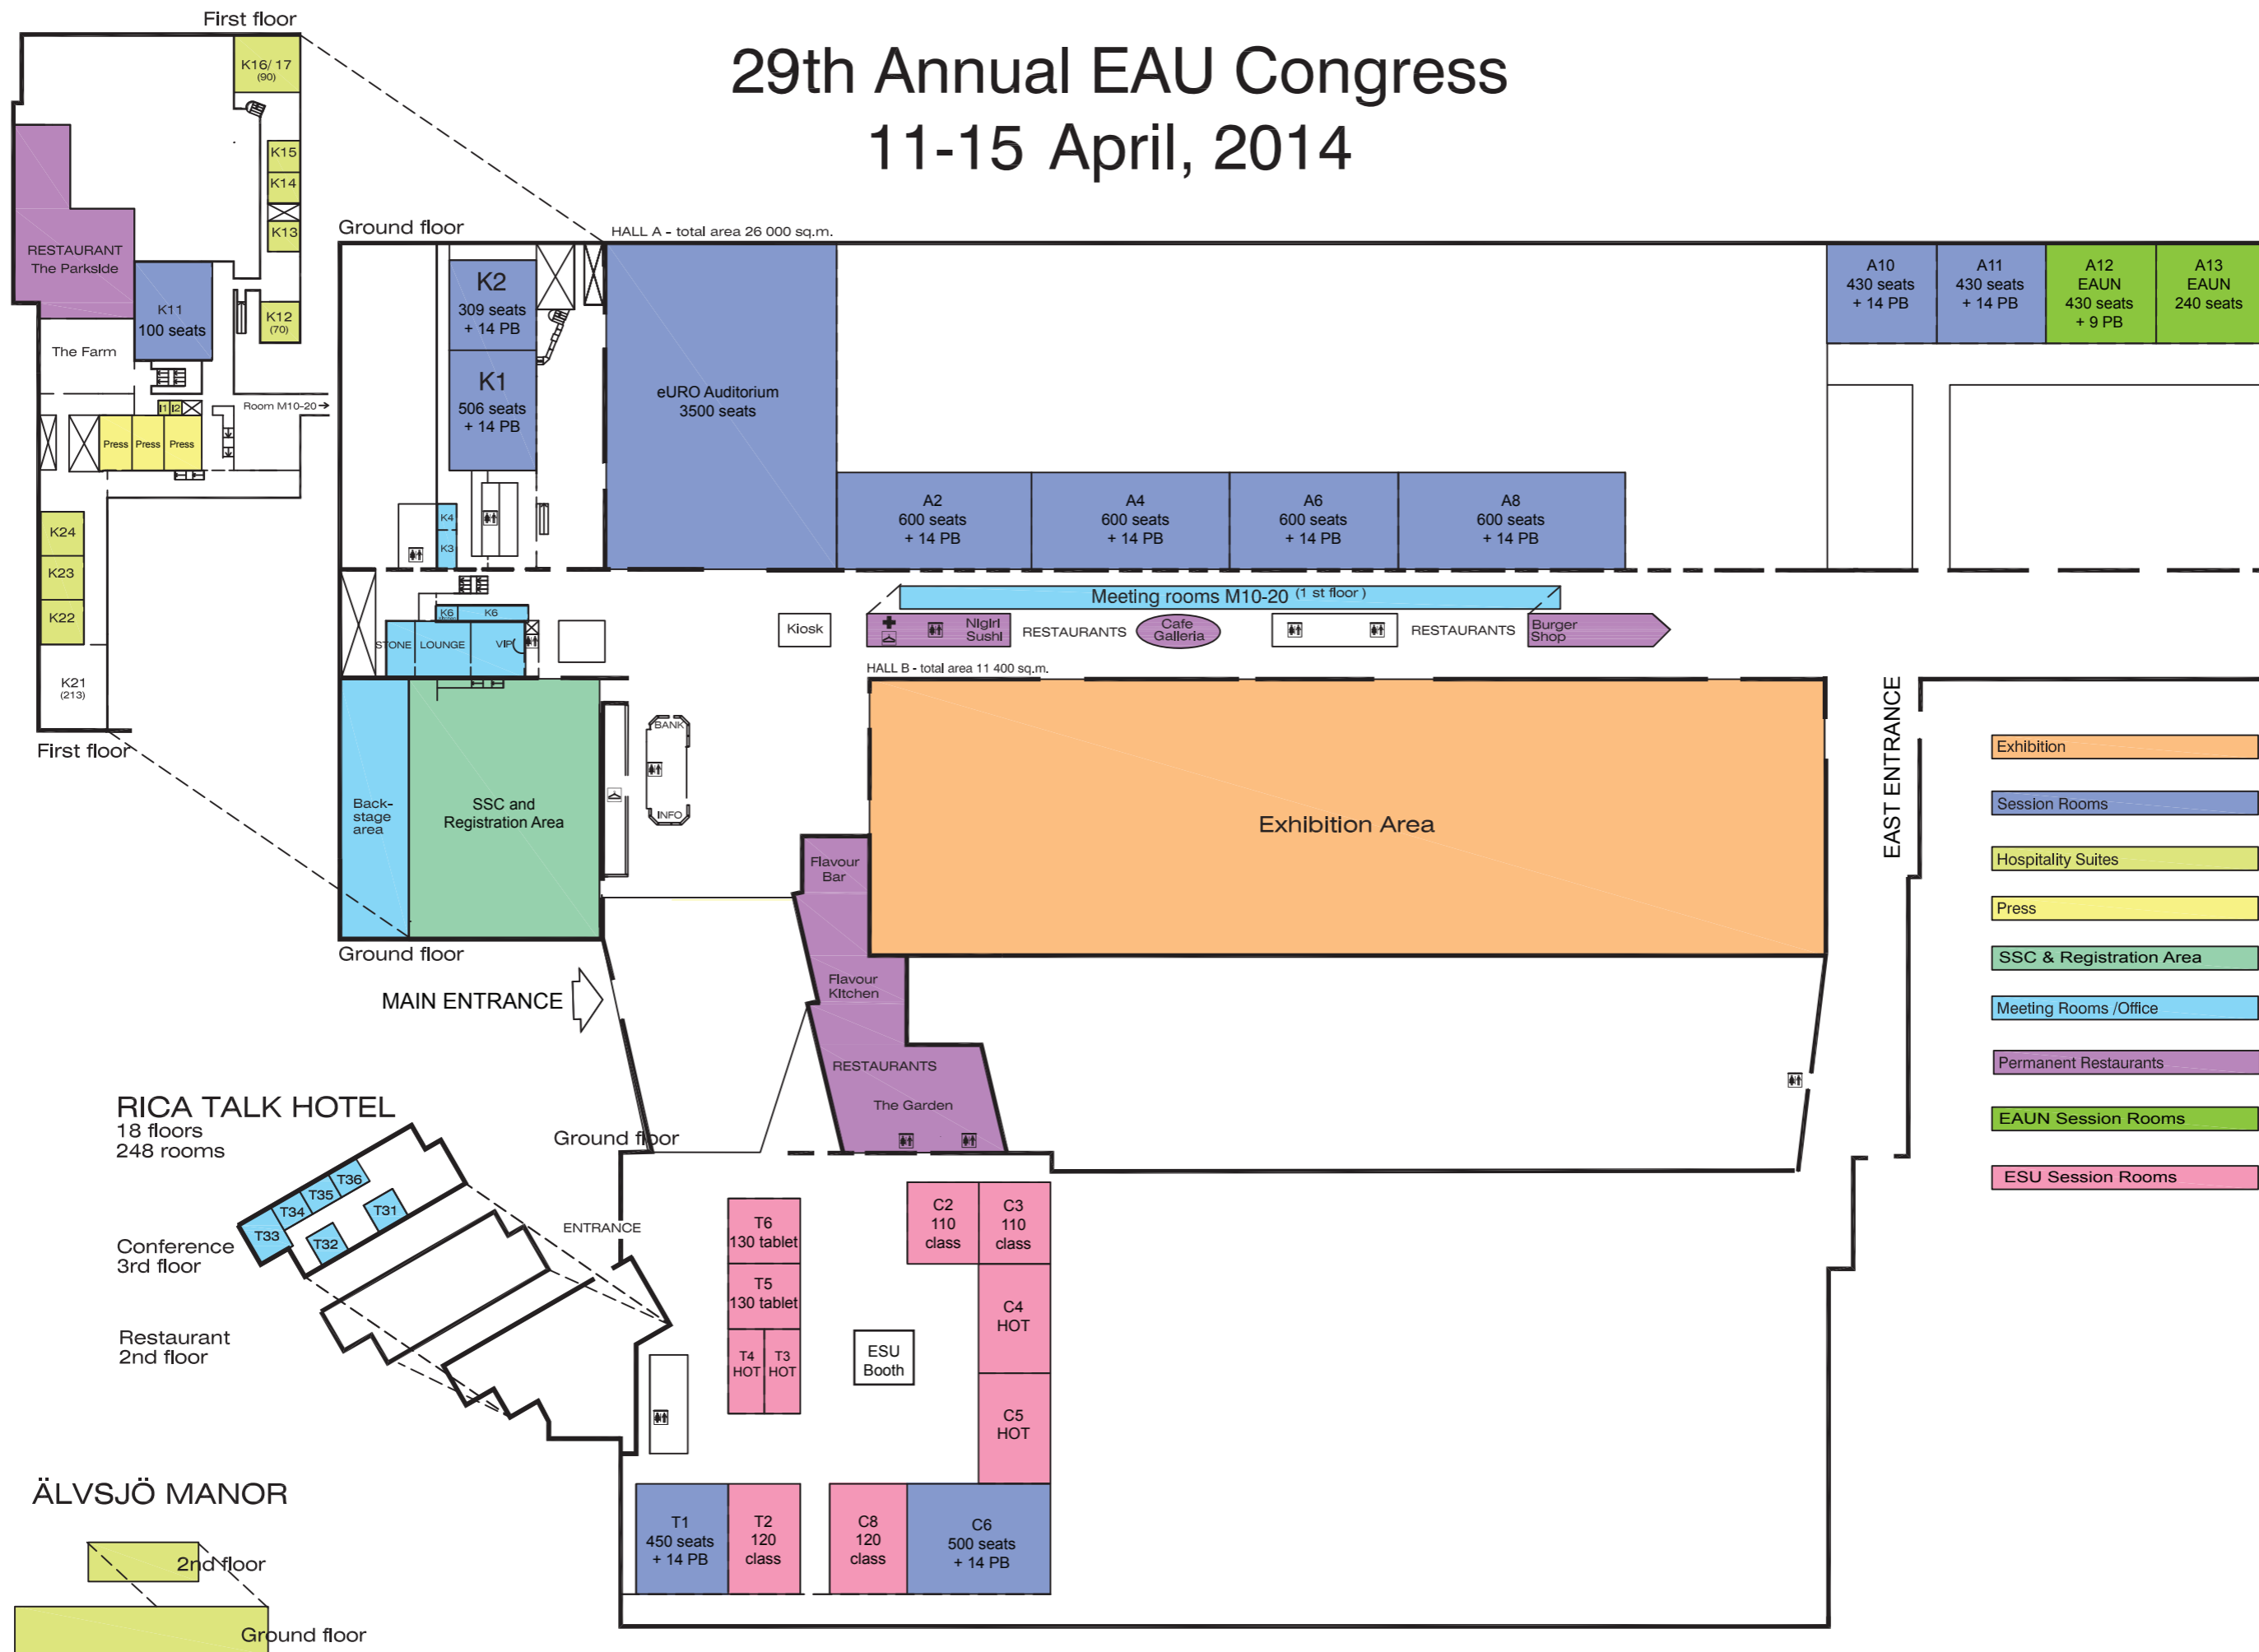 First floor
29th Annual EAU Congress
11-15 April, 2014
K16/ 17
(90)
K15
K14
K13
RESTAURANT
The Parkside
K11
100 seats
K12
(70)
The Farm
I1
I2
Room M10-20
Press
Press
Press
K24
K23
K22
K21
(213)
First floor
Ground floor
HALL A - total area 26 000 sq.m.
K2
309 seats
+ 14 PB
K1
506 seats
+ 14 PB
eURO Auditorium
3500 seats
A10
430 seats
+ 14 PB
A11
430 seats
+ 14 PB
A12
EAUN
430 seats
+ 9 PB
A13
EAUN
240 seats
A2
600 seats
+ 14 PB
A4
600 seats
+ 14 PB
A6
600 seats
+ 14 PB
A8
600 seats
+ 14 PB
K4
K3
K6
K6
STONE
LOUNGE
VIP
Meeting rooms M10-20 (1 st floor )
Kiosk
Nigiri
Sushi
RESTAURANTS
Cafe
Galleria
RESTAURANTS
Burger
Shop
HALL B - total area 11 400 sq.m.
BANK
INFO
Back-
stage
area
SSC and
Registration Area
Exhibition Area
EAST ENTRANCE
Flavour
Bar
Flavour
Kitchen
RESTAURANTS
The Garden
Ground floor
MAIN ENTRANCE
Exhibition
Session Rooms
Hospitality Suites
Press
SSC & Registration Area
Meeting Rooms /Office
Permanent Restaurants
EAUN Session Rooms
ESU Session Rooms
RICA TALK HOTEL
18 floors
248 rooms
T36
T35
T34
T33
T31
T32
Conference
3rd floor
Restaurant
2nd floor
Ground floor
ENTRANCE
T6
130 tablet
T5
130 tablet
T4
HOT
T3
HOT
ESU
Booth
C2
110
class
C3
110
class
C4
HOT
C5
HOT
T1
450 seats
+ 14 PB
T2
120
class
C8
120
class
C6
500 seats
+ 14 PB
ÄLVSJÖ MANOR
2nd floor
Ground floor